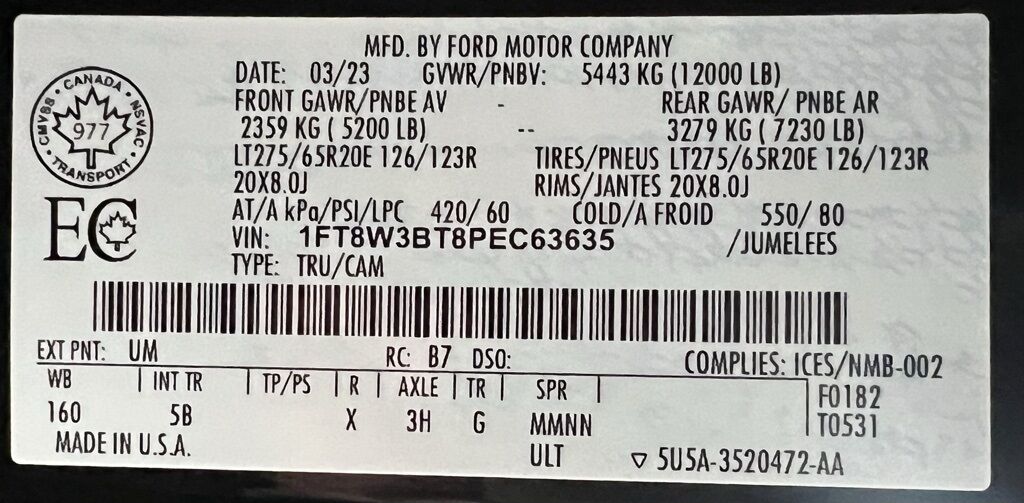 MFD. BY FORD MOTOR COMPANY
DATE: 03/23 GVWR/PNBV: 5443 KG (12000 LB)
FRONT GAWR/PNBE AV - REAR GAWR/ PNBE AR
2359 KG ( 5200 LB) -- 3279 KG ( 7230 LB)
LT275/65R20E 126/123R TIRES/PNEUS LT275/65R20E 126/123R
20X8.0J RIMS/JANTES 20X8.0J
AT/A kPa/PSI/LPC 420/ 60 COLD/A FROID 550/ 80
VIN: 1FT8W3BT8PEC63635 /JUMELEES
TYPE: TRU/CAM
CANADA
CMVSS · NSVAC
977
TRANSPORT
EC
EXT PNT: UM RC: B7 DSO: COMPLIES: ICES/NMB-002
WB | INT TR | TP/PS | R | AXLE | TR | SPR | F0182
160 5B X 3H G MMNN T0531
MADE IN U.S.A. ULT ▽ 5U5A-3520472-AA